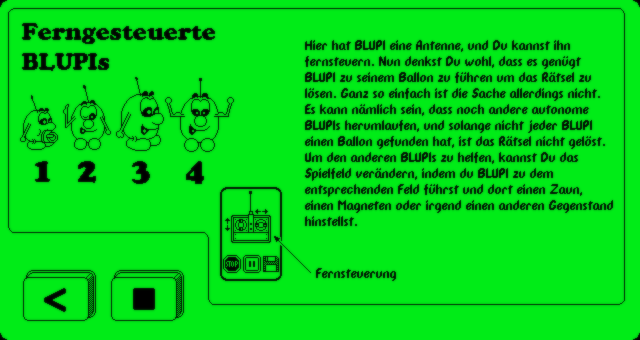 Ferngesteuerte
BLUPIs
1 2 3 4
Hier hat BLUPI eine Antenne, und Du kannst ihn
fernsteuern. Nun denkst Du wohl, dass es genügt
BLUPI zu seinem Ballon zu führen um das Rätsel zu
lösen. Ganz so einfach ist die Sache allerdings nicht.
Es kann nämlich sein, dass noch andere autonome
BLUPIs herumlaufen, und solange nicht jeder BLUPI
einen Ballon gefunden hat, ist das Rätsel nicht gelöst.
Um den anderen BLUPIs zu helfen, kannst Du das
Spielfeld verändern, indem du BLUPI zu dem
entsprechenden Feld führst und dort einen Zaun,
einen Magneten oder irgend einen anderen Gegenstand
hinstellst.
STOP
Fernsteuerung
<